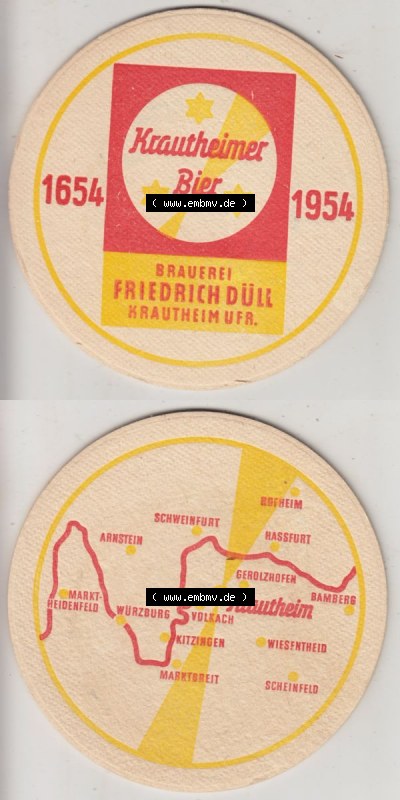 Krautheimer
Bier
1654
1954
( www.embmv.de )
BRAUEREI
FRIEDRICH DÜLL
KRAUTHEIM UFR.
HOFHEIM
SCHWEINFURT
ARNSTEIN
HASSFURT
GEROLZHOFEN
MARKT-
HEIDENFELD
BAMBERG
( www.embmv.de )
Krautheim
WÜRZBURG
VOLKACH
KITZINGEN
WIESENTHEID
MARKTBREIT
SCHEINFELD